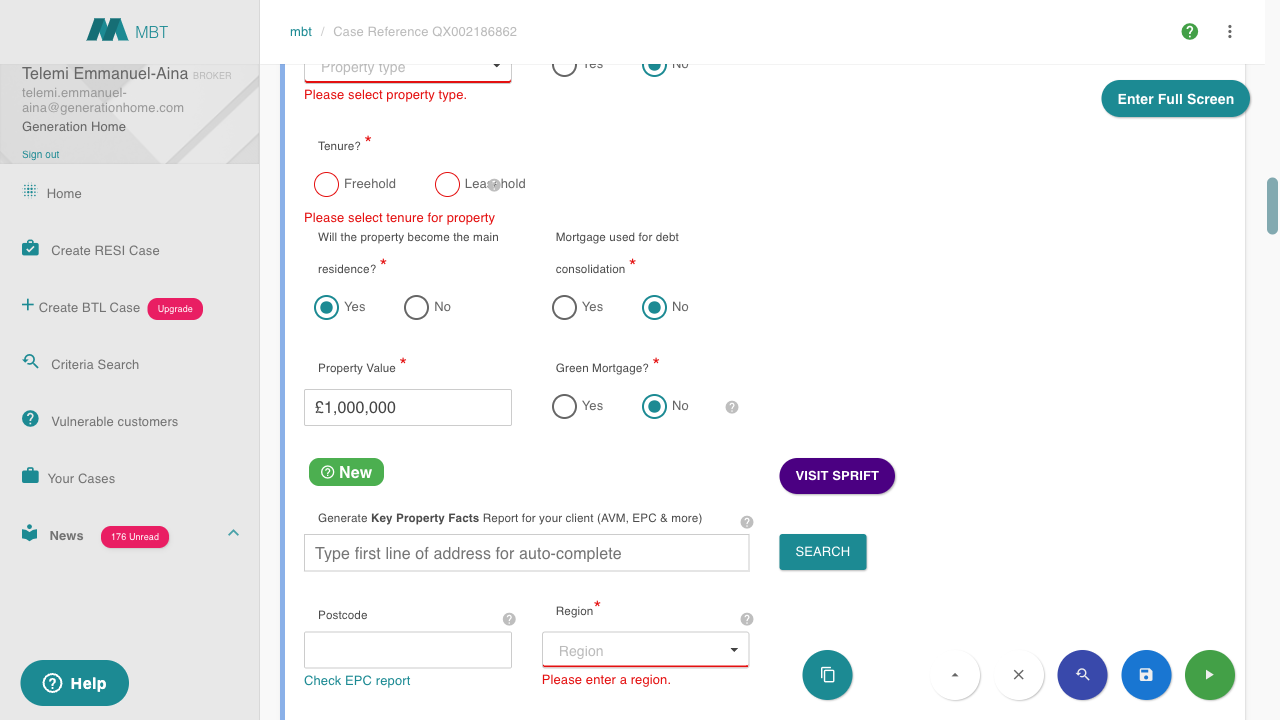 MBT
mbt / Case Reference QX002186862
Telemi Emmanuel-Aina BROKER
telemi.emmanuel-
aina@generationhome.com
Generation Home
Sign out
Home
Create RESI Case
Create BTL Case Upgrade
Criteria Search
Vulnerable customers
Your Cases
News 176 Unread
Help
Property type
Yes No
Please select property type.
Enter Full Screen
Tenure? *
Freehold Leasehold
Please select tenure for property
Will the property become the main
residence? *
Yes No
Mortgage used for debt
consolidation *
Yes No
Property Value *
£1,000,000
Green Mortgage? *
Yes No
New
VISIT SPRIFT
Generate Key Property Facts Report for your client (AVM, EPC & more)
Type first line of address for auto-complete
SEARCH
Postcode
Check EPC report
Region*
Region
Please enter a region.